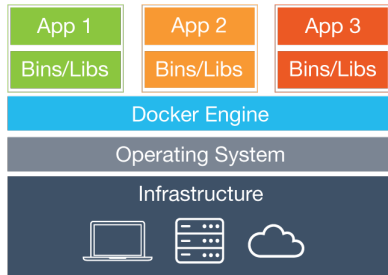 App 1 App 2 App 3
Bins/Libs Bins/Libs Bins/Libs
Docker Engine
Operating System
Infrastructure